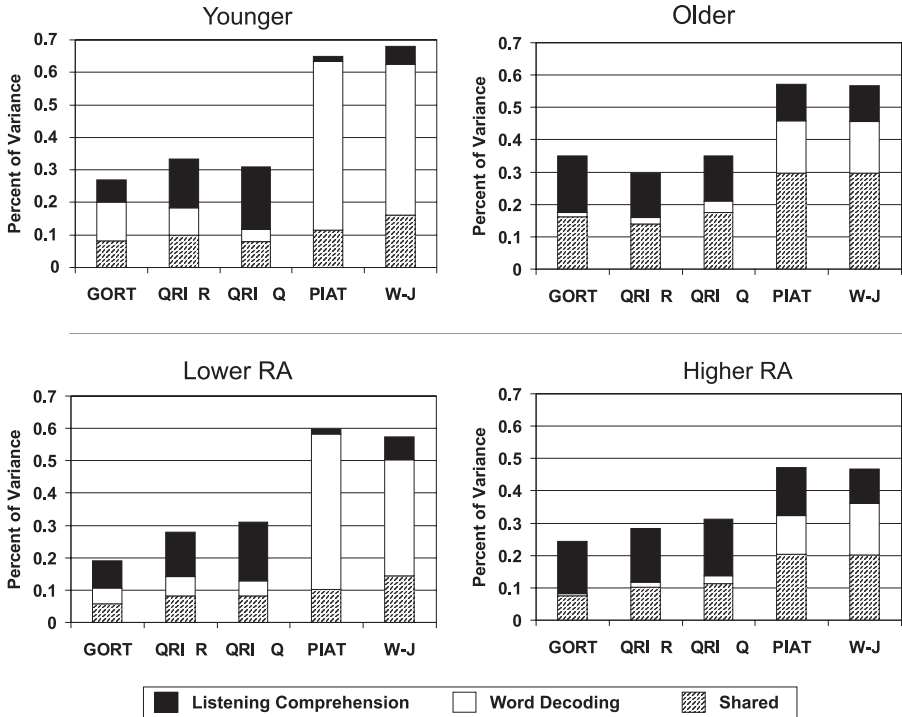 Younger
0.7
0.6
0.5
0.4
0.3
0.2
0.1
0
Percent of Variance
GORT QRI R QRI Q PIAT W-J
Older
0.7
0.6
0.5
0.4
0.3
0.2
0.1
0
Percent of Variance
GORT QRI R QRI Q PIAT W-J
Lower RA
0.7
0.6
0.5
0.4
0.3
0.2
0.1
0
Percent of Variance
GORT QRI R QRI Q PIAT W-J
Higher RA
0.7
0.6
0.5
0.4
0.3
0.2
0.1
0
Percent of Variance
GORT QRI R QRI Q PIAT W-J
Listening Comprehension Word Decoding Shared